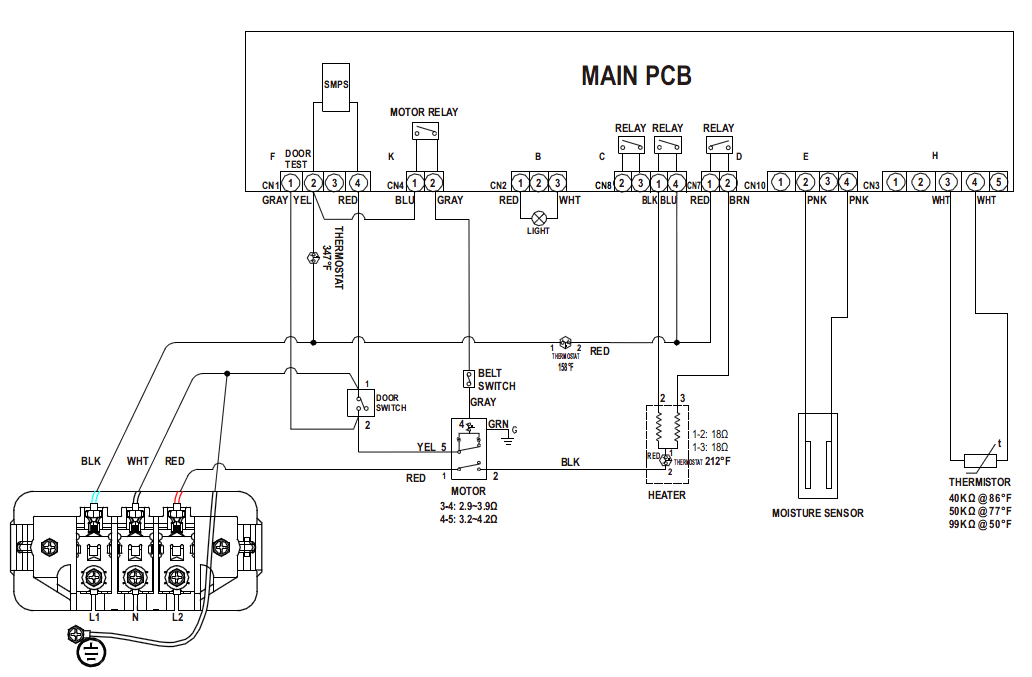 MAIN PCB
SMPS
MOTOR RELAY
RELAY RELAY RELAY
F DOOR TEST K B C D E H
CN1 1 2 3 4 CN4 1 2 CN2 1 2 3 CN8 2 3 1 4 CN7 1 2 CN10 1 2 3 4 CN3 1 2 3 4 5
GRAY YEL RED BLU GRAY RED WHT BLK BLU RED BRN PNK PNK WHT WHT
LIGHT
THERMOSTAT
347°F
1 2 RED
THERMOSTAT
158°F
BELT
SWITCH
GRAY
1
DOOR
SWITCH
2
2 3
4 GRN G
1-2: 18Ω
1-3: 18Ω
YEL 5
RED 1 THERMOSTAT 212°F
2
t
BLK WHT RED
RED 1 2 BLK
MOTOR
3-4: 2.9~3.9Ω
4-5: 3.2~4.2Ω
HEATER
MOISTURE SENSOR
THERMISTOR
40KΩ@86°F
50KΩ@77°F
99KΩ@50°F
L1 N L2